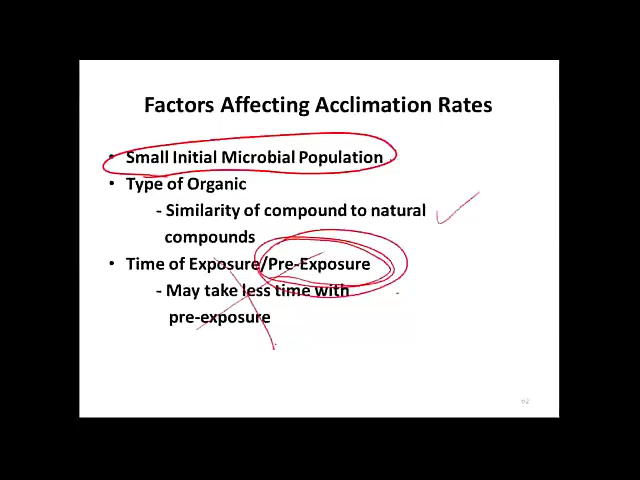 Factors Affecting Acclimation Rates
• Small Initial Microbial Population
• Type of Organic
- Similarity of compound to natural
compounds
• Time of Exposure/Pre-Exposure
- May take less time with
pre-exposure
62